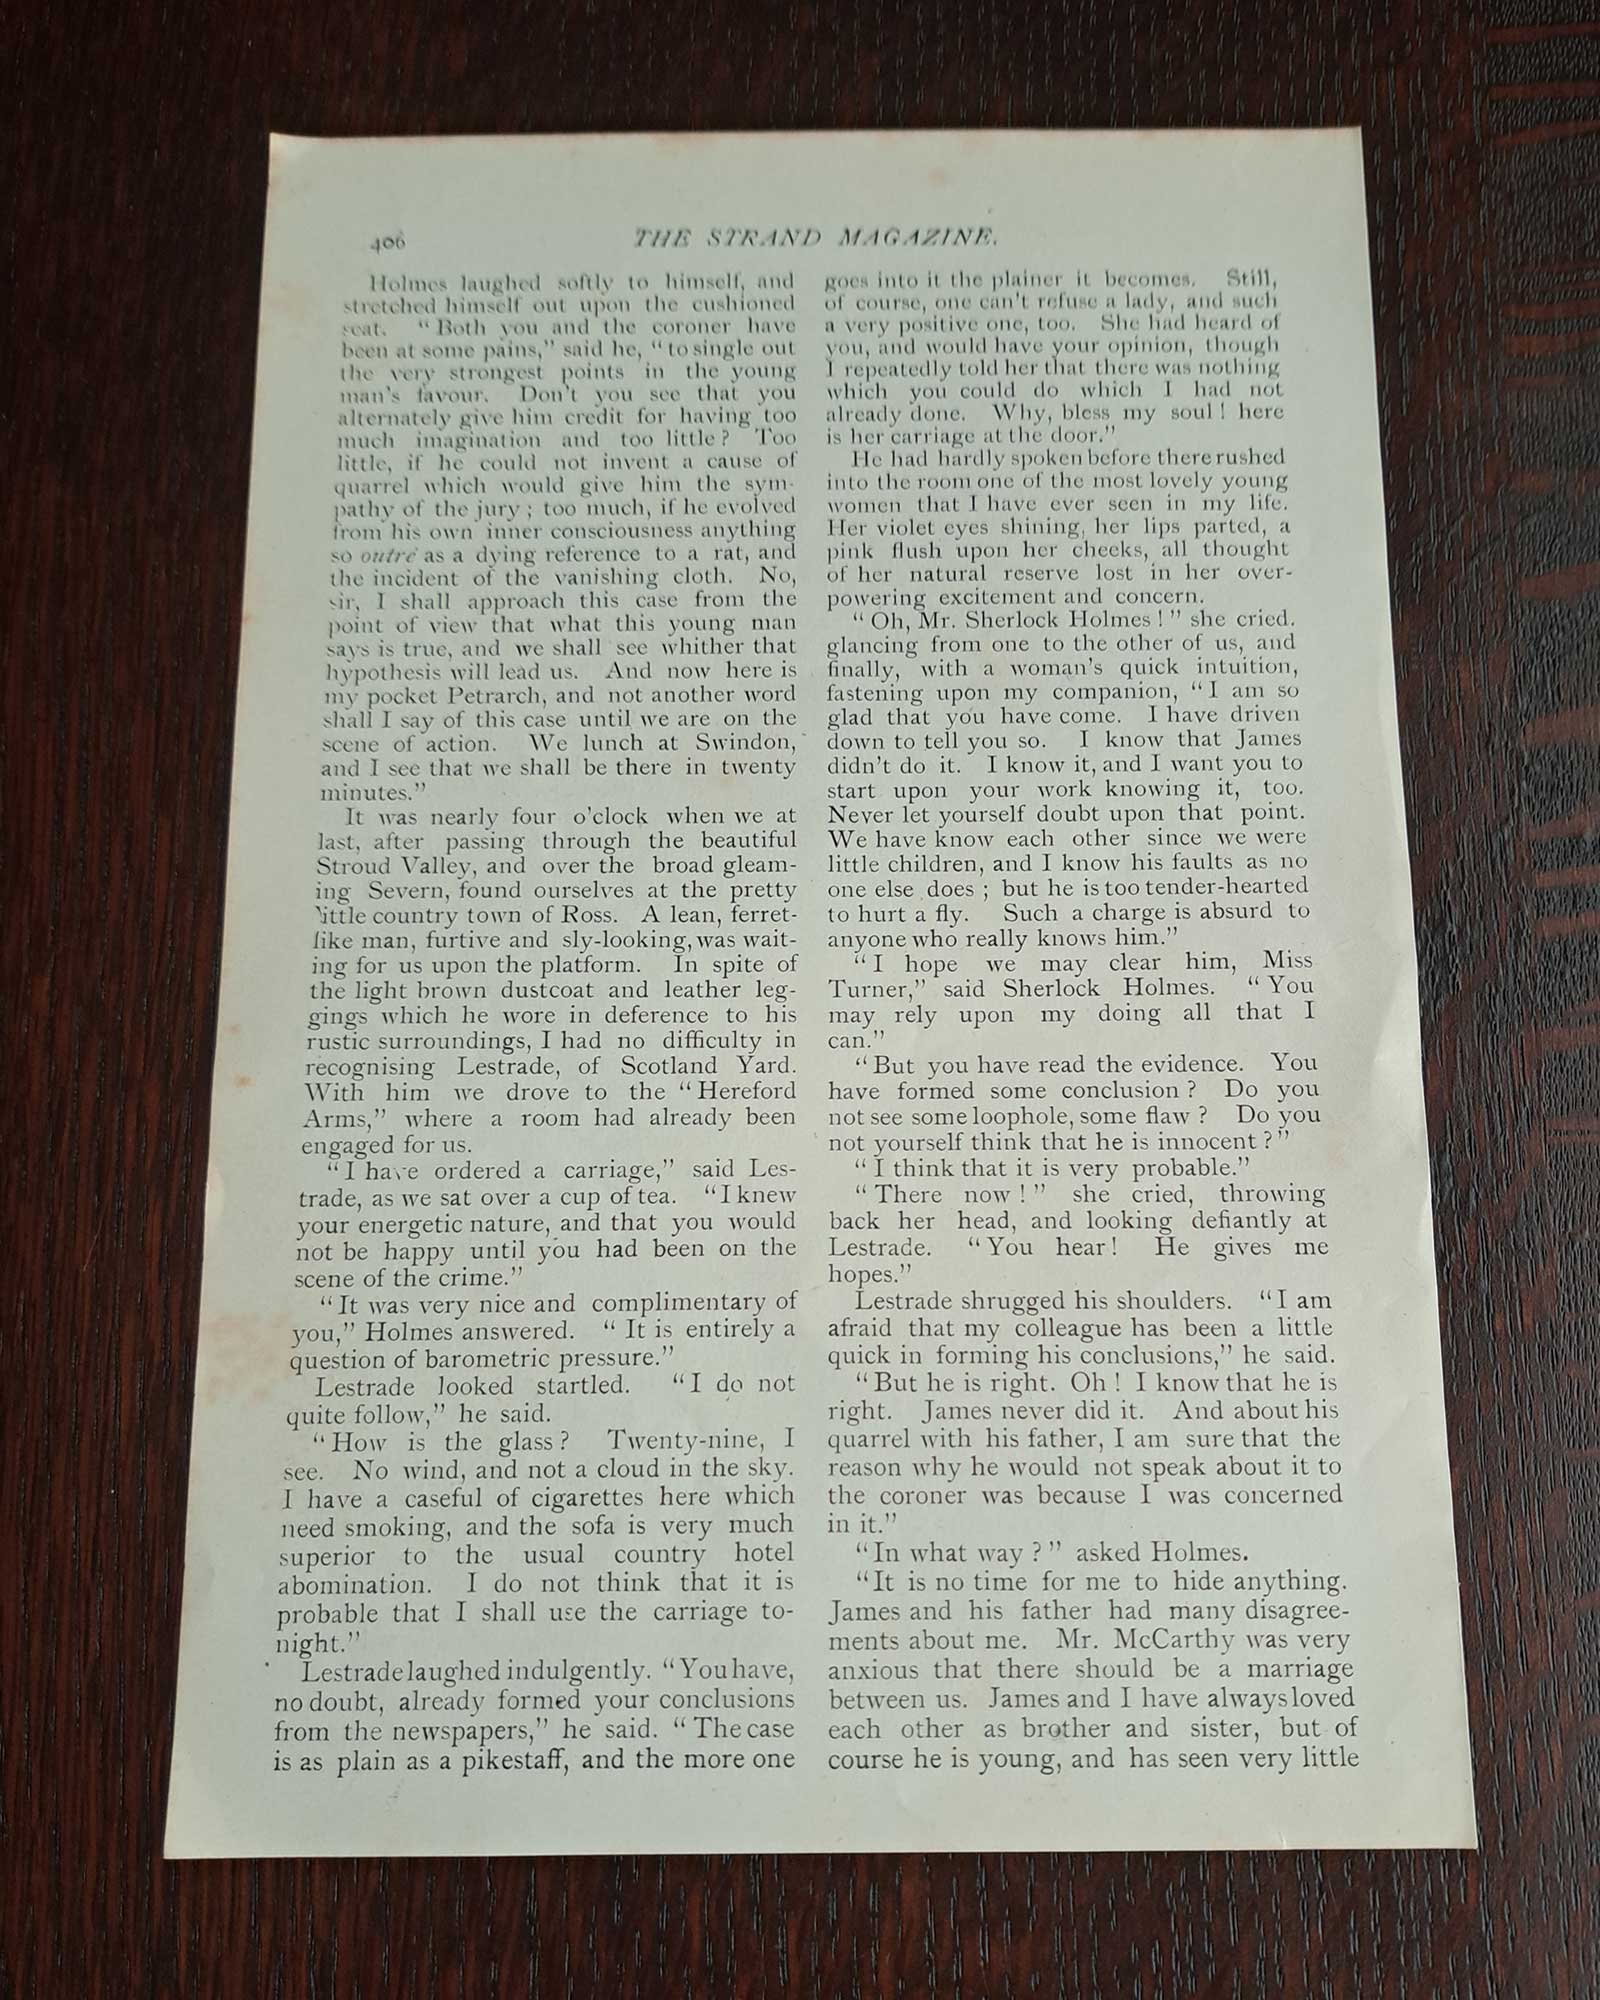 406
THE STRAND MAGAZINE.
Holmes laughed softly to himself, and
stretched himself out upon the cushioned
seat. “Both you and the coroner have
been at some pains,” said he, “to single out
the very strongest points in the young
man's favour. Don't you see that you
alternately give him credit for having too
much imagination and too little? Too
little, if he could not invent a cause of
quarrel which would give him the sym-
pathy of the jury; too much, if he evolved
from his own inner consciousness anything
so outré as a dying reference to a rat, and
the incident of the vanishing cloth. No,
sir, I shall approach this case from the
point of view that what this young man
says is true, and we shall see whither that
hypothesis will lead us. And now here is
my pocket Petrarch, and not another word
shall I say of this case until we are on the
scene of action. We lunch at Swindon,
and I see that we shall be there in twenty
minutes.”
It was nearly four o'clock when we at
last, after passing through the beautiful
Stroud Valley, and over the broad gleam-
ing Severn, found ourselves at the pretty
little country town of Ross. A lean, ferret-
like man, furtive and sly-looking, was wait-
ing for us upon the platform. In spite of
the light brown dustcoat and leather leg-
gings which he wore in deference to his
rustic surroundings, I had no difficulty in
recognising Lestrade, of Scotland Yard.
With him we drove to the “Hereford
Arms,” where a room had already been
engaged for us.
“I have ordered a carriage,” said Les-
trade, as we sat over a cup of tea. “I knew
your energetic nature, and that you would
not be happy until you had been on the
scene of the crime.”
“It was very nice and complimentary of
you,” Holmes answered. “It is entirely a
question of barometric pressure.”
Lestrade looked startled. “I do not
quite follow,” he said.
“How is the glass? Twenty-nine, I
see. No wind, and not a cloud in the sky.
I have a caseful of cigarettes here which
need smoking, and the sofa is very much
superior to the usual country hotel
abomination. I do not think that it is
probable that I shall use the carriage to-
night.”
Lestrade laughed indulgently. “You have,
no doubt, already formed your conclusions
from the newspapers,” he said. “The case
is as plain as a pikestaff, and the more one
goes into it the plainer it becomes. Still,
of course, one can't refuse a lady, and such
a very positive one, too. She had heard of
you, and would have your opinion, though
I repeatedly told her that there was nothing
which you could do which I had not
already done. Why, bless my soul! here
is her carriage at the door.”
He had hardly spoken before there rushed
into the room one of the most lovely young
women that I have ever seen in my life.
Her violet eyes shining, her lips parted, a
pink flush upon her cheeks, all thought
of her natural reserve lost in her over-
powering excitement and concern.
“Oh, Mr. Sherlock Holmes!” she cried.
glancing from one to the other of us, and
finally, with a woman's quick intuition,
fastening upon my companion, “I am so
glad that you have come. I have driven
down to tell you so. I know that James
didn't do it. I know it, and I want you to
start upon your work knowing it, too.
Never let yourself doubt upon that point.
We have know each other since we were
little children, and I know his faults as no
one else does; but he is too tender-hearted
to hurt a fly. Such a charge is absurd to
anyone who really knows him.”
“I hope we may clear him, Miss
Turner,” said Sherlock Holmes. “You
may rely upon my doing all that I
can.”
“But you have read the evidence. You
have formed some conclusion? Do you
not see some loophole, some flaw? Do you
not yourself think that he is innocent?”
“I think that it is very probable.”
“There now!” she cried, throwing
back her head, and looking defiantly at
Lestrade. “You hear! He gives me
hopes.”
Lestrade shrugged his shoulders. “I am
afraid that my colleague has been a little
quick in forming his conclusions,” he said.
“But he is right. Oh! I know that he is
right. James never did it. And about his
quarrel with his father, I am sure that the
reason why he would not speak about it to
the coroner was because I was concerned
in it.”
“In what way?” asked Holmes.
“It is no time for me to hide anything.
James and his father had many disagree-
ments about me. Mr. McCarthy was very
anxious that there should be a marriage
between us. James and I have always loved
each other as brother and sister, but of
course he is young, and has seen very little